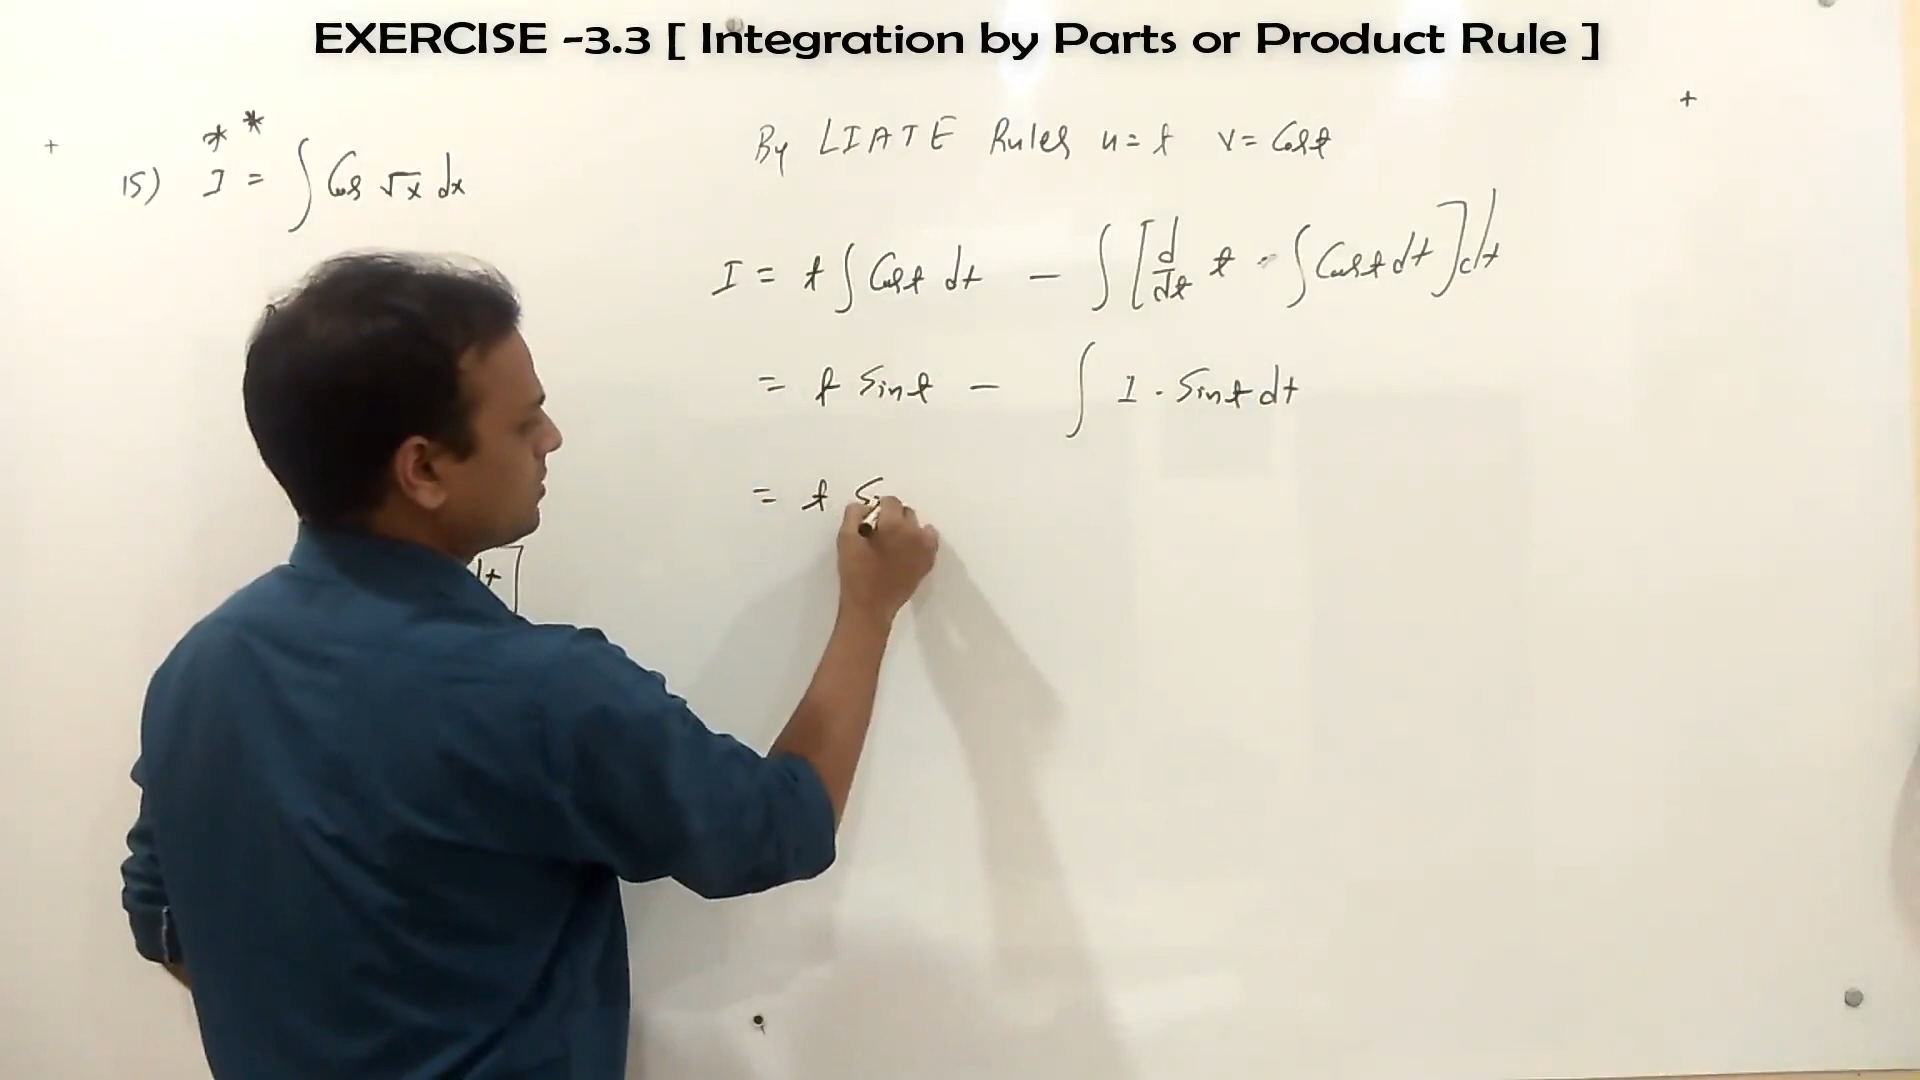 EXERCISE -3.3 [ Integration by Parts or Product Rule ]
* *
15) I = ∫ Cos √x dx
dt
By LIATE Rules u = t v = Cost
I = t ∫ Cost dt - ∫ [ d/dt t · ∫ Cost dt ] dt
= t Sint - ∫ 1 . Sint dt
= t S